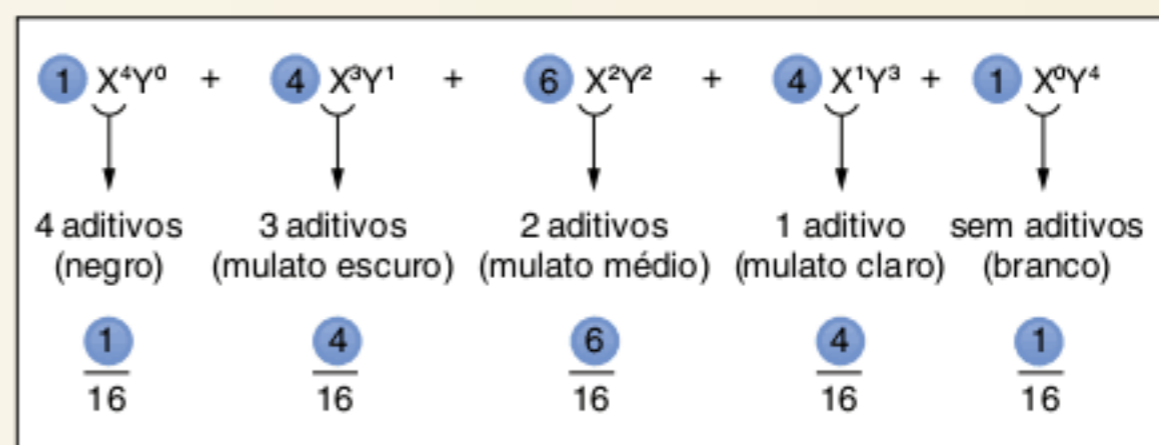 1 X⁴Y⁰ + 4 X³Y¹ + 6 X²Y² + 4 X¹Y³ + 1 X⁰Y⁴
4 aditivos 3 aditivos 2 aditivos 1 aditivo sem aditivos
(negro) (mulato escuro) (mulato médio) (mulato claro) (branco)
1 4 6 4 1
16 16 16 16 16